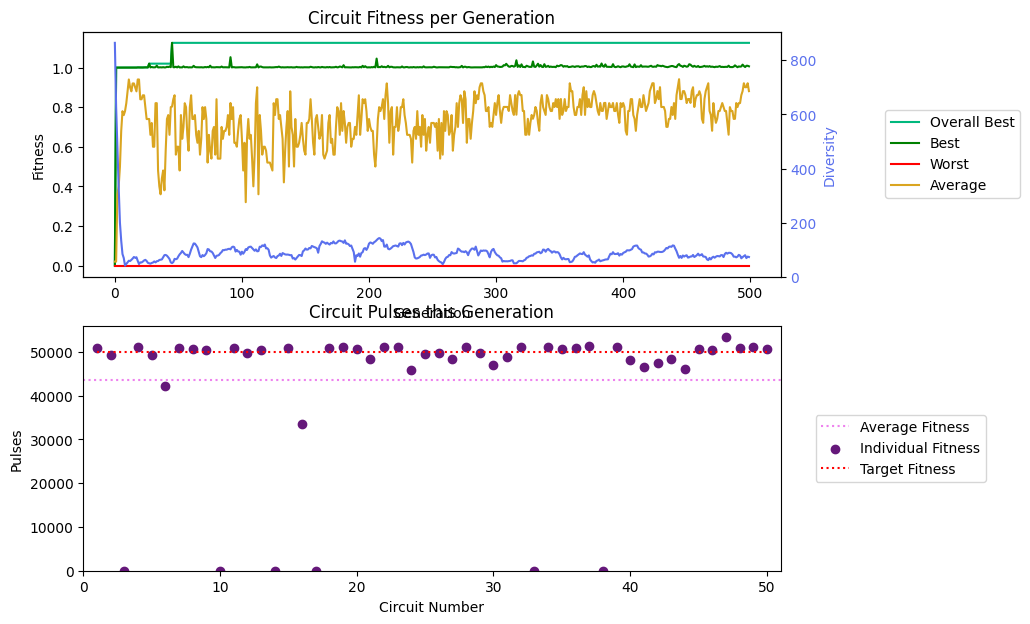 Circuit Fitness per Generation
Fitness
1.0
0.8
0.6
0.4
0.2
0.0
0
100
200
300
400
500
Generation
800
600
400
200
0
Diversity
Overall Best
Best
Worst
Average
Circuit Pulses this Generation
Pulses
50000
40000
30000
20000
10000
0
0
10
20
30
40
50
Circuit Number
Average Fitness
Individual Fitness
Target Fitness